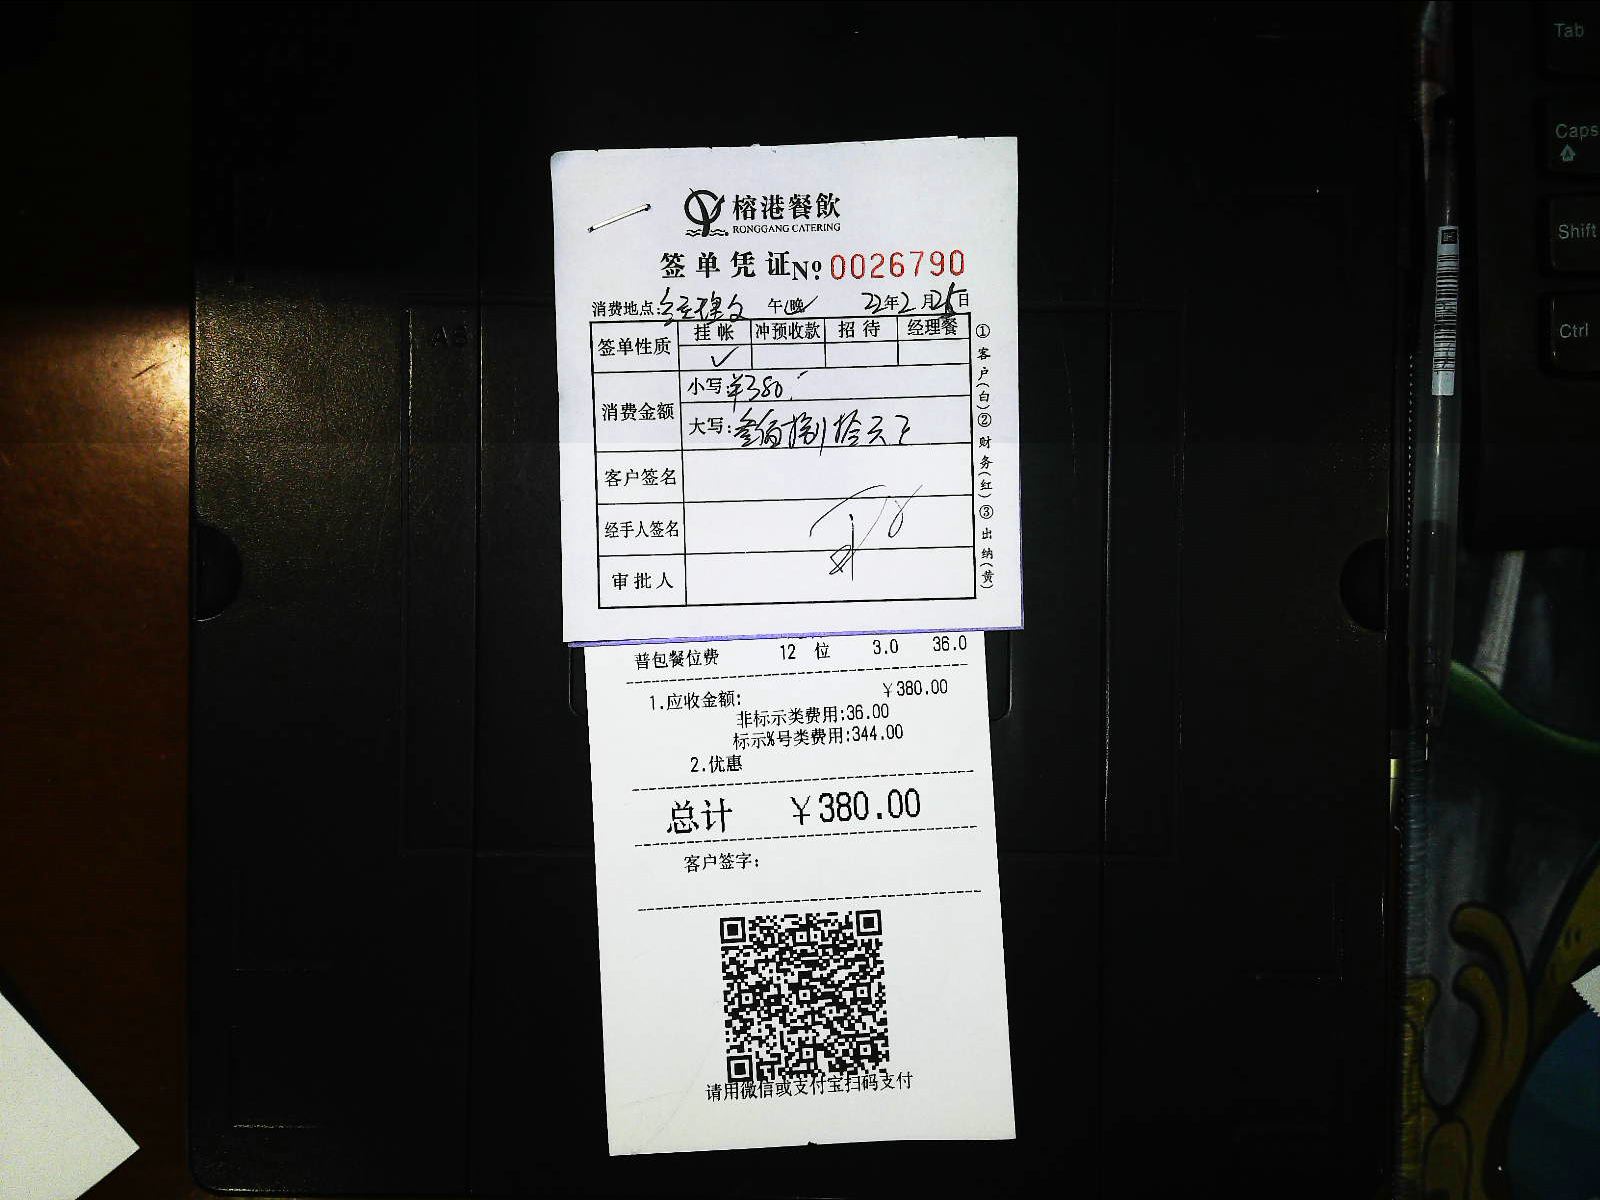 榕港餐飲
RONGGANG CATERING
签单凭证 Nº 0026790
消费地点: 午(晚) 22年2月25日
签单性质 挂帐 冲预收款 招待 经理餐
✓
消费金额 小写:¥380.
大写:叁佰捌拾元正
客户签名
经手人签名
审批人
①客户(白)②财务(红)③出纳(黄)
普包餐位费 12 位 3.0 36.0
1.应收金额: ¥380.00
非标示类费用:36.00
标示%号类费用:344.00
2.优惠
总计 ¥380.00
客户签字:
请用微信或支付宝扫码支付
Tab
Caps
Shift
Ctrl